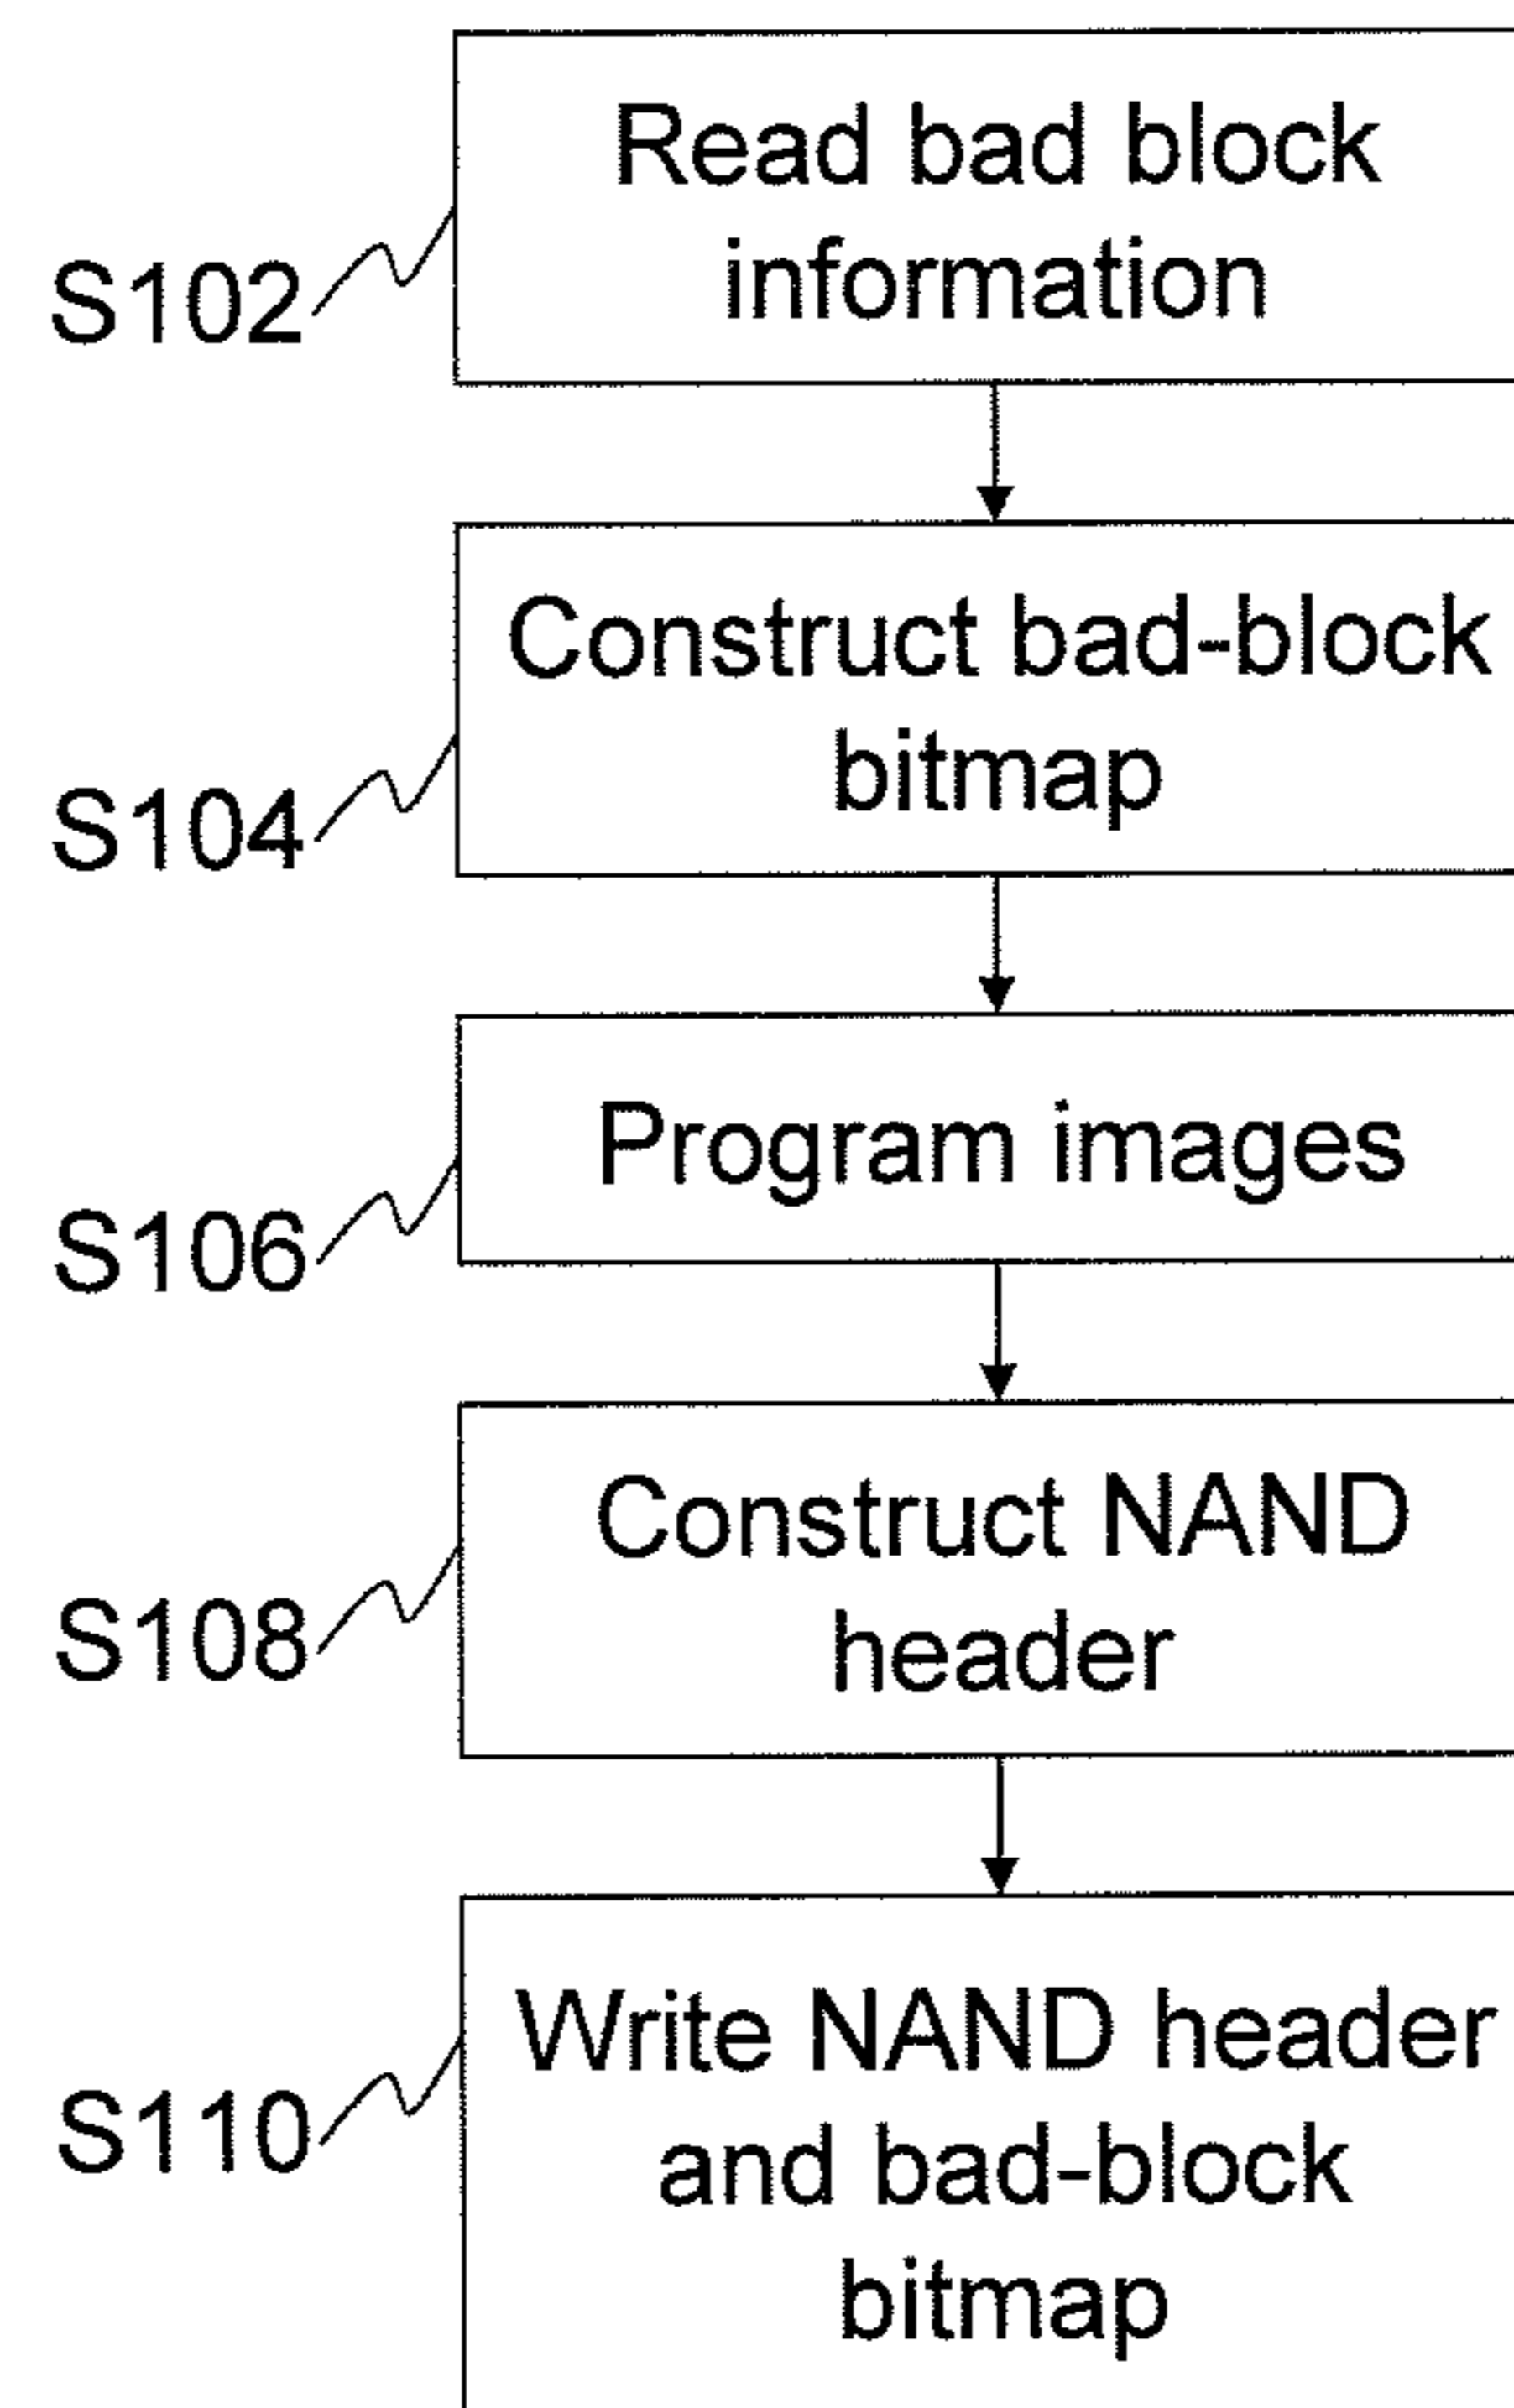 Read bad block
information
S102
Construct bad-block
bitmap
S104
Program images
S106
Construct NAND
header
S108
Write NAND header
and bad-block
bitmap
S110